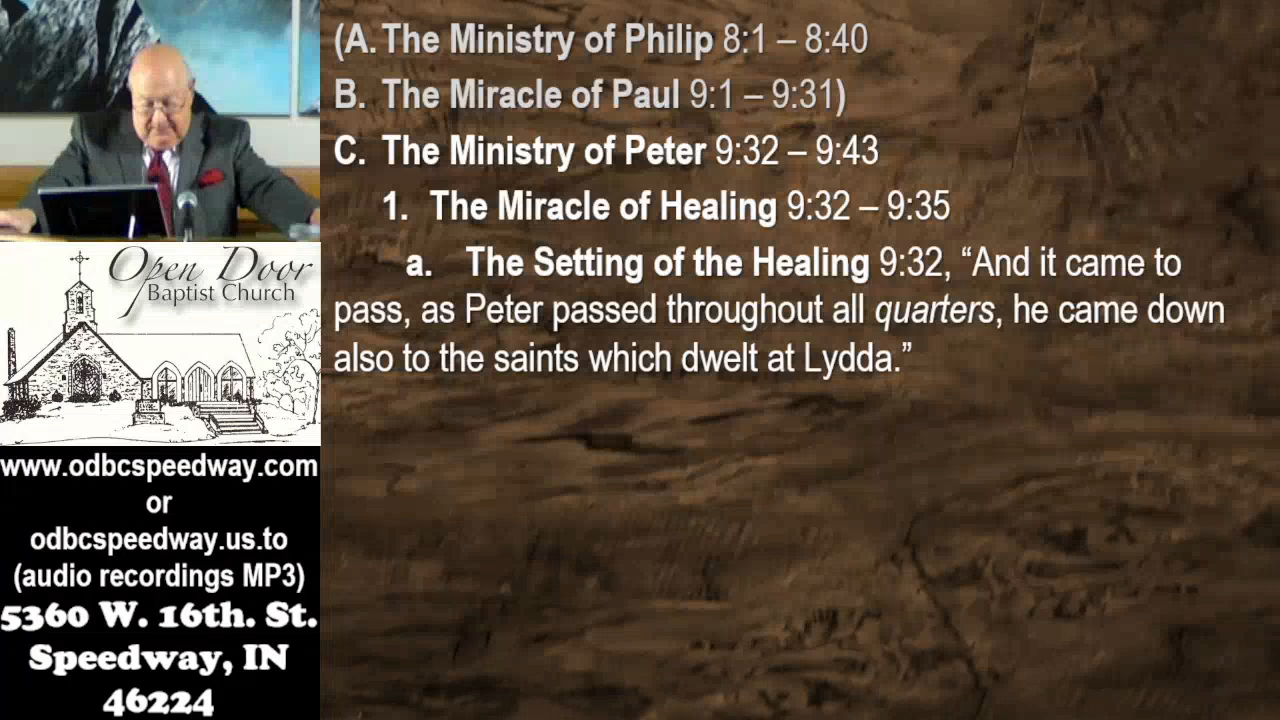 (A. The Ministry of Philip 8:1 – 8:40
B. The Miracle of Paul 9:1 – 9:31)
C. The Ministry of Peter 9:32 – 9:43
1. The Miracle of Healing 9:32 – 9:35
a. The Setting of the Healing 9:32, “And it came to
pass, as Peter passed throughout all quarters, he came down
also to the saints which dwelt at Lydda.”
Open Door
Baptist Church
www.odbcspeedway.com
or
odbcspeedway.us.to
(audio recordings MP3)
5360 W. 16th. St.
Speedway, IN
46224